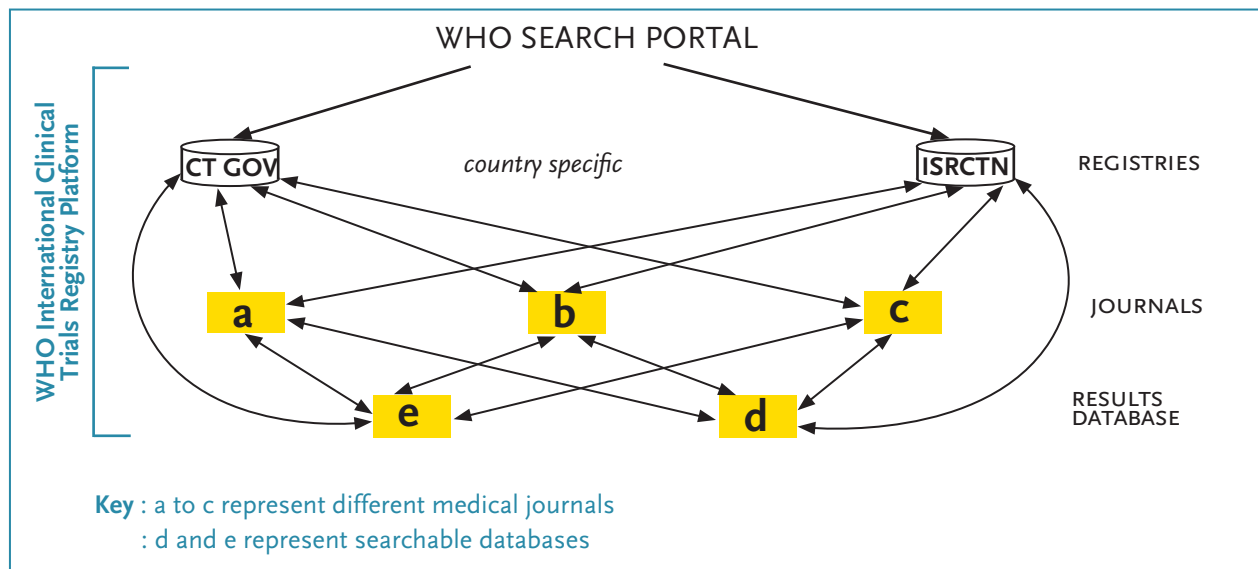 WHO SEARCH PORTAL
WHO International Clinical
Trials Registry Platform
CT GOV
country specific
ISRCTN
REGISTRIES
a
b
c
JOURNALS
e
d
RESULTS
DATABASE
Key : a to c represent different medical journals
: d and e represent searchable databases